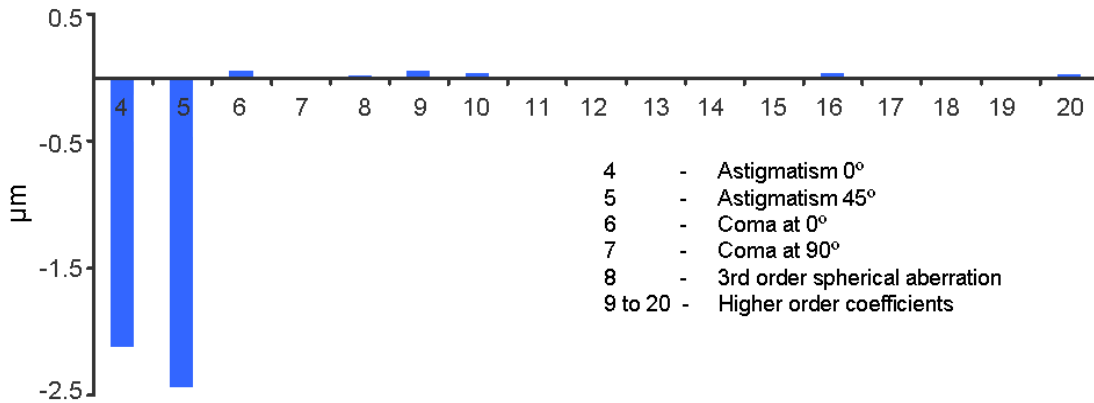 0.5
-0.5
-1.5
-2.5
µm
4 5 6 7 8 9 10 11 12 13 14 15 16 17 18 19 20
4 - Astigmatism 0º
5 - Astigmatism 45º
6 - Coma at 0º
7 - Coma at 90º
8 - 3rd order spherical aberration
9 to 20 - Higher order coefficients